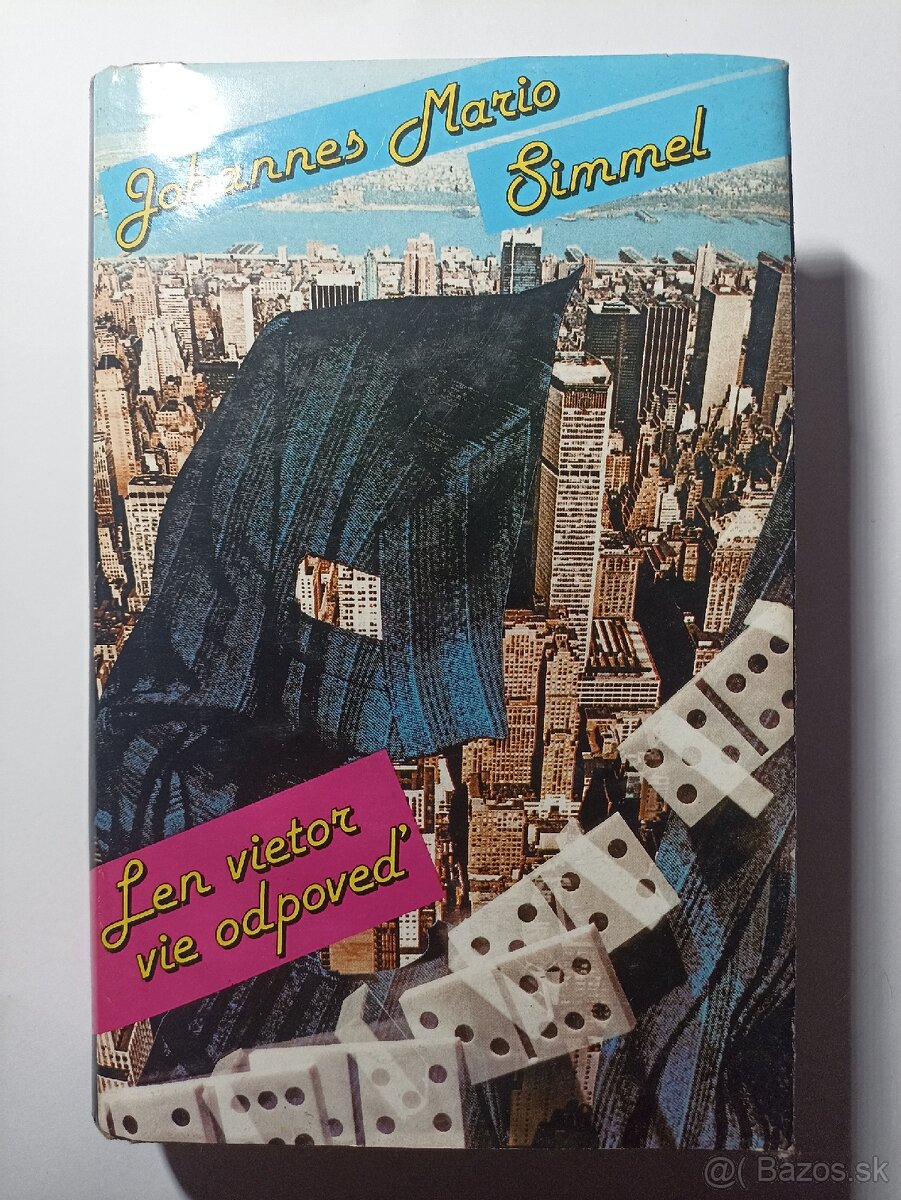 Johannes Mario
Simmel
Len vietor
vie odpoveď
@( Bazos.sk